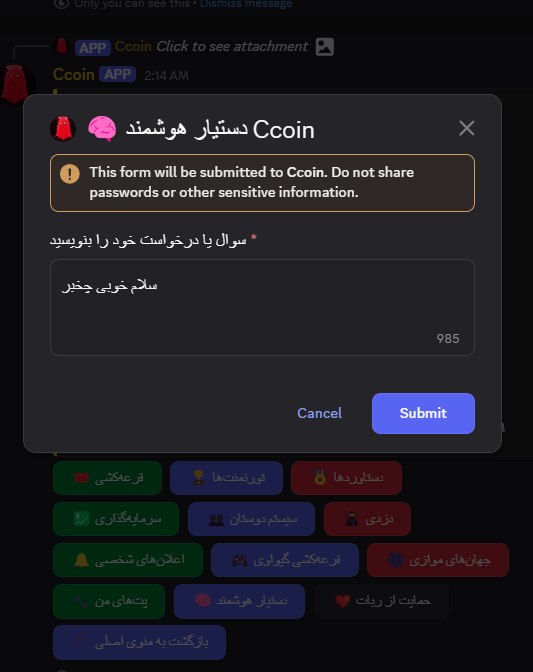 Only you can see this • Dismiss message
APP Ccoin Click to see attachment
Ccoin APP 2:14 AM
دستیار هوشمند Ccoin
This form will be submitted to Ccoin. Do not share
passwords or other sensitive information.
سوال یا درخواست خود را بنویسید *
سلام خوبی چخبر
985
Cancel
Submit
قرعه‌کشی
تورنمنت‌ها
دستاوردها
سرمایه‌گذاری
سیستم دوستان
دزدی
اعلان‌های شخصی
قرعه‌کشی گیواوی
جهان‌های موازی
پت‌های من
دستیار هوشمند
حمایت از ربات
بازگشت به منوی اصلی